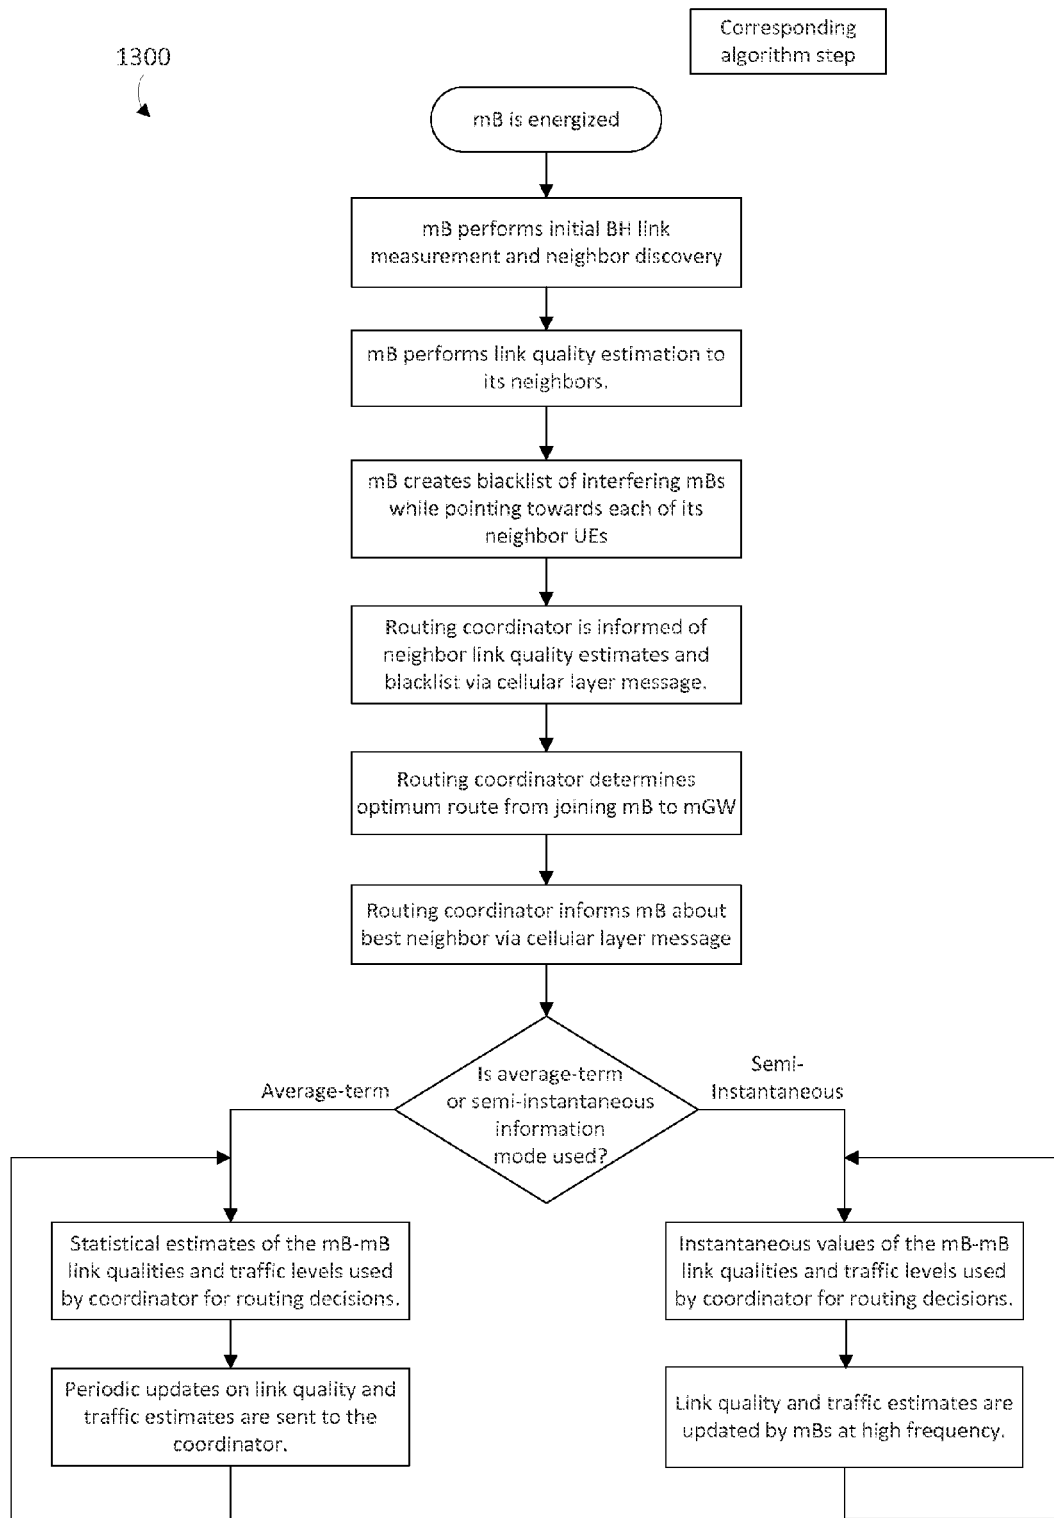 Corresponding
algorithm step
1300
mB is energized
mB performs initial BH link
measurement and neighbor discovery
mB performs link quality estimation to
its neighbors.
mB creates blacklist of interfering mBs
while pointing towards each of its
neighbor UEs
Routing coordinator is informed of
neighbor link quality estimates and
blacklist via cellular layer message.
Routing coordinator determines
optimum route from joining mB to mGW
Routing coordinator informs mB about
best neighbor via cellular layer message
Is average-term
or semi-instantaneous
information
mode used?
Average-term
Semi-
Instantaneous
Statistical estimates of the mB-mB
link qualities and traffic levels used
by coordinator for routing decisions.
Periodic updates on link quality and
traffic estimates are sent to the
coordinator.
Instantaneous values of the mB-mB
link qualities and traffic levels used
by coordinator for routing decisions.
Link quality and traffic estimates are
updated by mBs at high frequency.